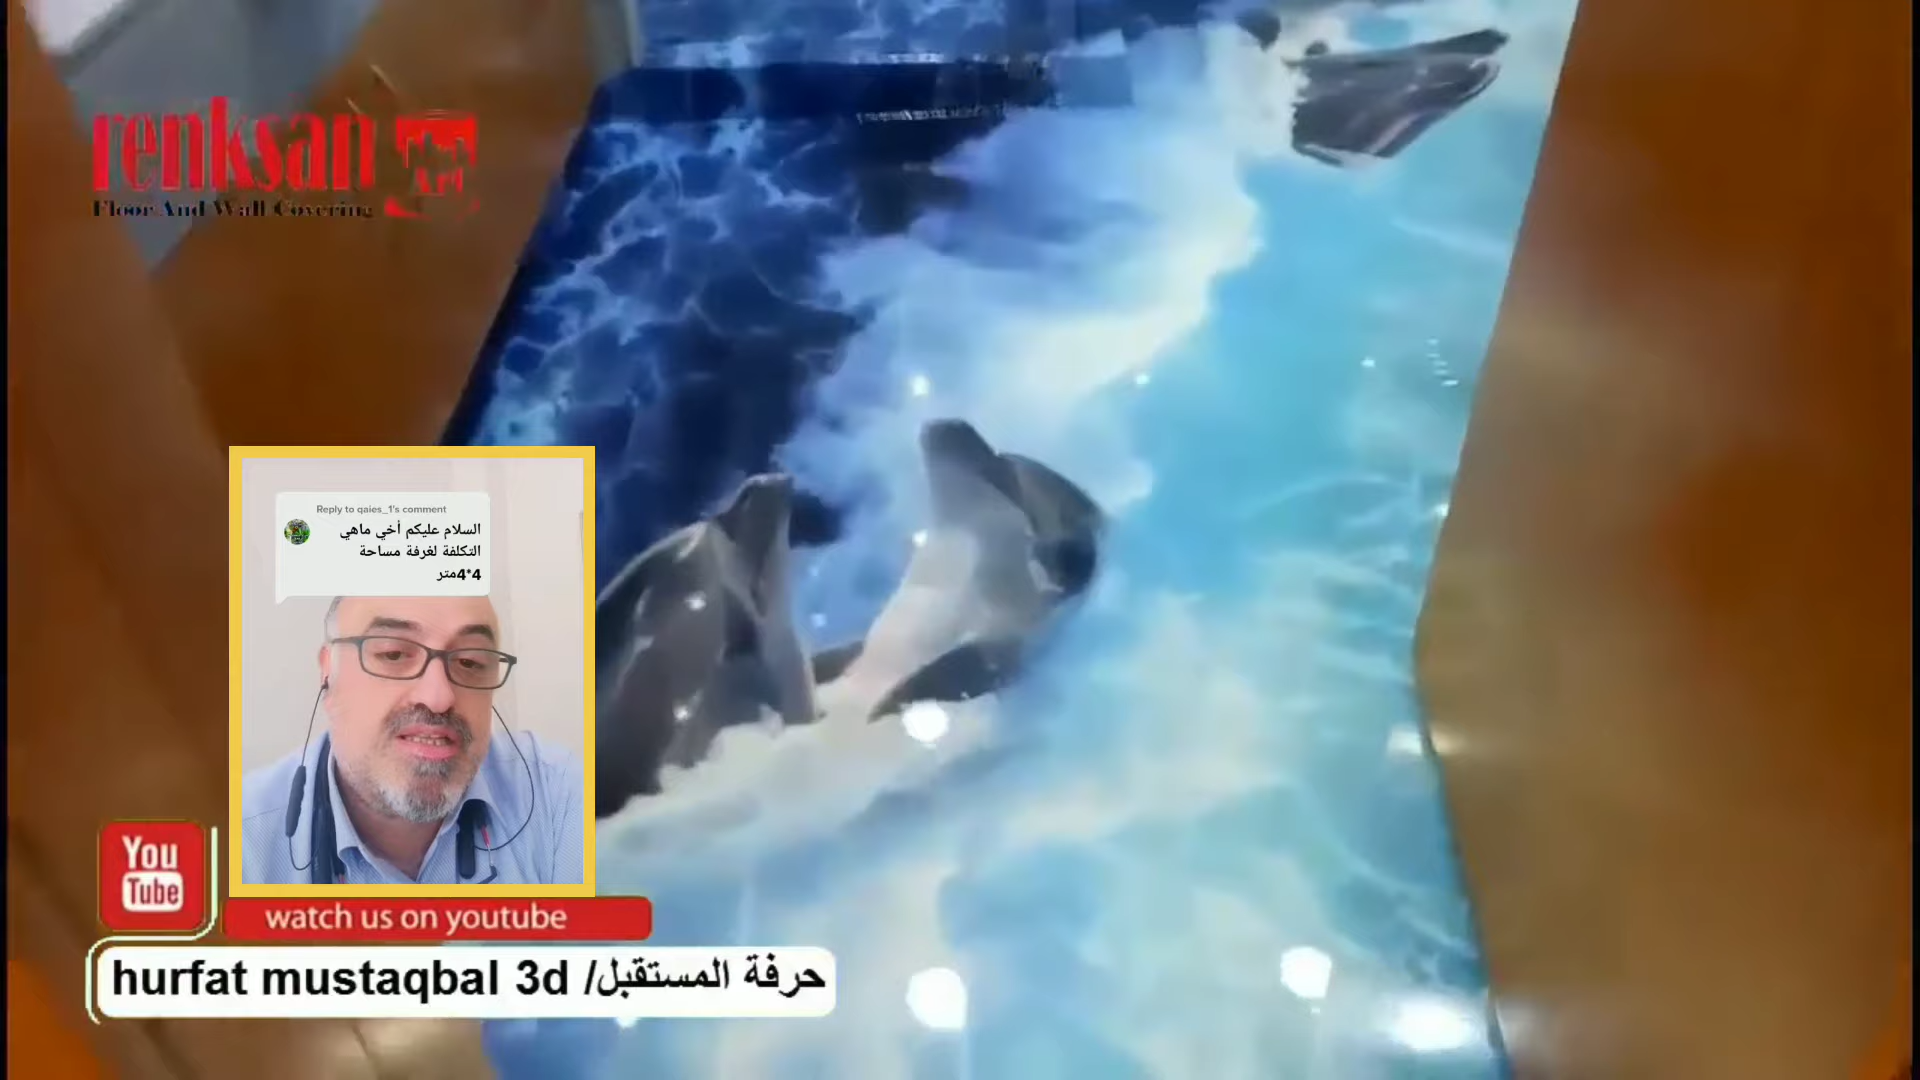 renksan
Floor And Wall Covering
Reply to qaies_1's comment
السلام عليكم أخي ماهي
التكلفة لغرفة مساحة
4*4متر
You
Tube
watch us on youtube
hurfat mustaqbal 3d /حرفة المستقبل